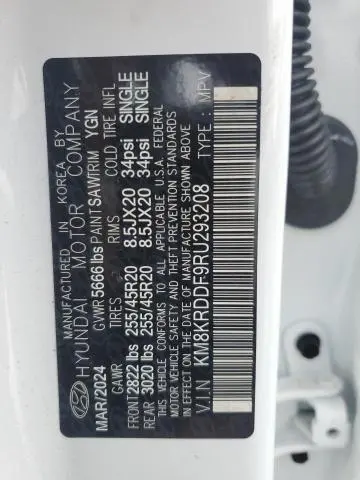 MANUFACTURED IN KOREA BY
HYUNDAI MOTOR COMPANY
MAR/2024 GVWR 5666 lbs PAINT SAW TRIM YGN
GAWR TIRES RIMS COLD TIRE INFL
FRONT 2822 lbs 255/45R20 8.5JX20 34psi SINGLE
REAR 3020 lbs 255/45R20 8.5JX20 34psi SINGLE
THIS VEHICLE CONFORMS TO ALL APPLICABLE U.S.A. FEDERAL
MOTOR VEHICLE SAFETY, BUMPER, AND THEFT PREVENTION STANDARDS
IN EFFECT ON THE DATE OF MANUFACTURE SHOWN ABOVE.
V.I.N KM8KRDDF9RU293208 TYPE: MPV